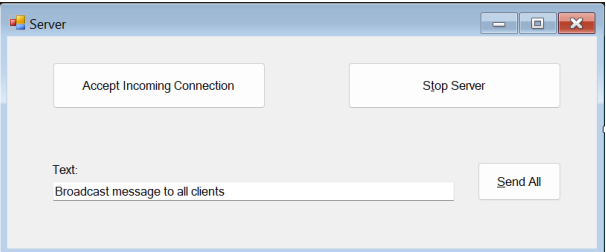 Server
Accept Incoming Connection
Stop Server
Text:
Broadcast message to all clients
Send All